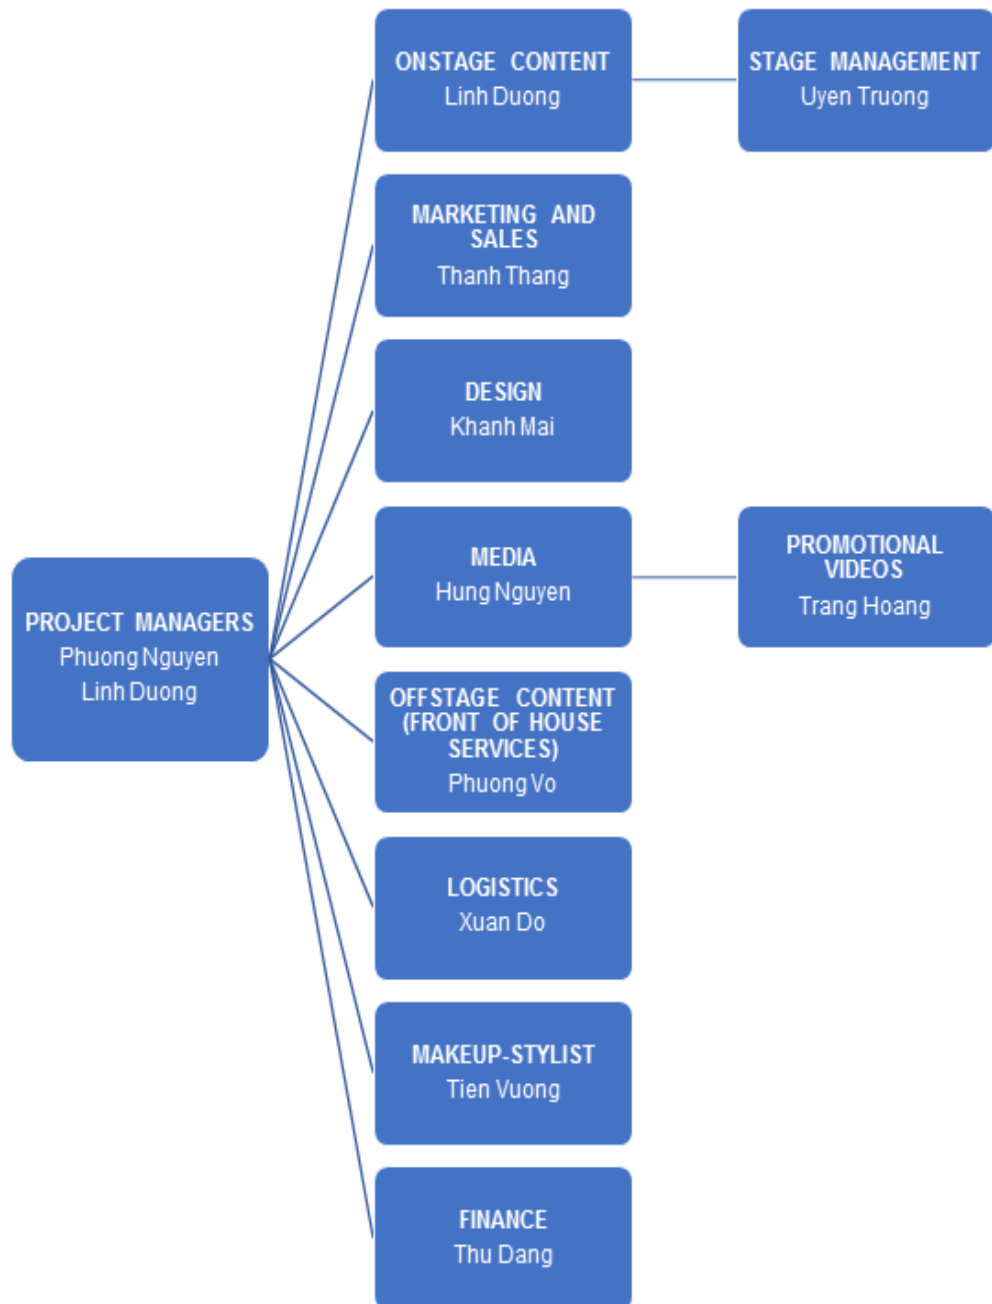 PROJECT MANAGERS
Phuong Nguyen
Linh Duong
ONSTAGE CONTENT
Linh Duong
STAGE MANAGEMENT
Uyen Truong
MARKETING AND
SALES
Thanh Thang
DESIGN
Khanh Mai
MEDIA
Hung Nguyen
PROMOTIONAL
VIDEOS
Trang Hoang
OFFSTAGE CONTENT
(FRONT OF HOUSE
SERVICES)
Phuong Vo
LOGISTICS
Xuan Do
MAKEUP-STYLIST
Tien Vuong
FINANCE
Thu Dang